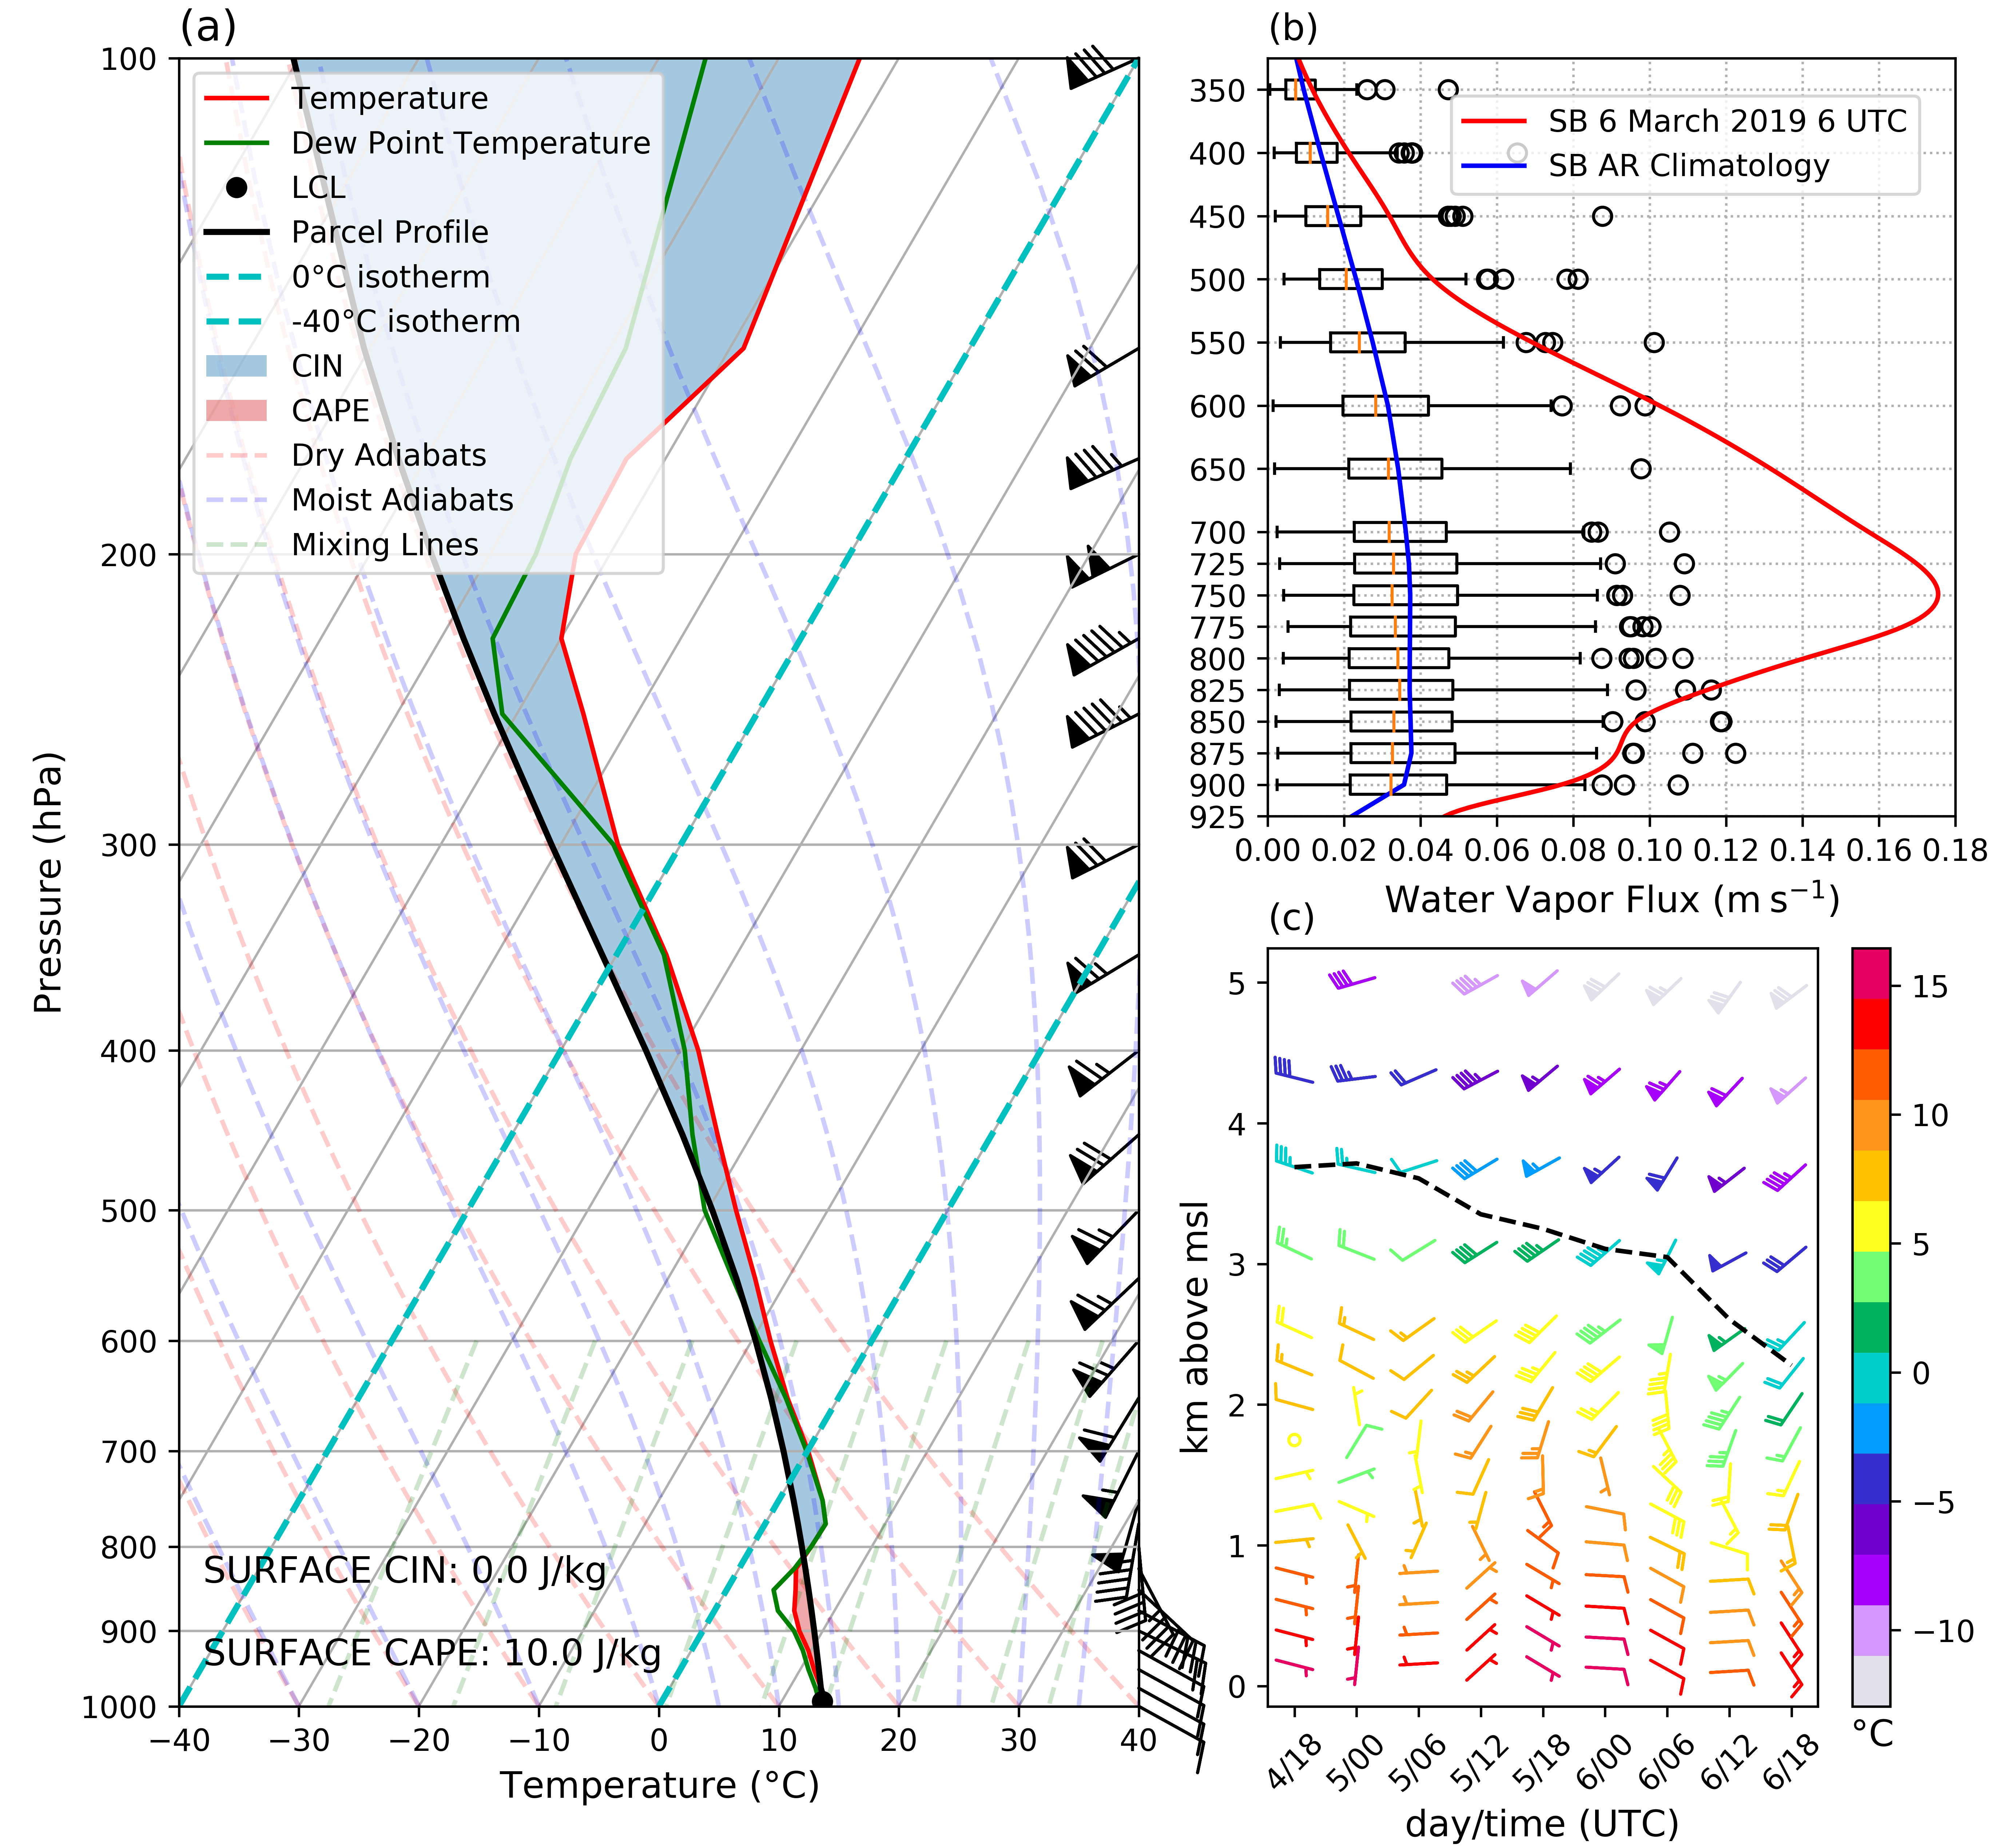 (a)
100
200
300
400
500
600
700
800
900
1000
Pressure (hPa)
Temperature
Dew Point Temperature
LCL
Parcel Profile
0°C isotherm
-40°C isotherm
CIN
CAPE
Dry Adiabats
Moist Adiabats
Mixing Lines
SURFACE CIN: 0.0 J/kg
SURFACE CAPE: 10.0 J/kg
−40 −30 −20 −10 0 10 20 30 40
Temperature (°C)
(b)
350
400
450
500
550
600
650
700
725
750
775
800
825
850
875
900
925
SB 6 March 2019 6 UTC
SB AR Climatology
0.00 0.02 0.04 0.06 0.08 0.10 0.12 0.14 0.16 0.18
Water Vapor Flux (m s⁻¹)
(c)
5
4
3
2
1
0
km above msl
4/18 5/00 5/06 5/12 5/18 6/00 6/06 6/12 6/18
day/time (UTC)
15
10
5
0
−5
−10
°C